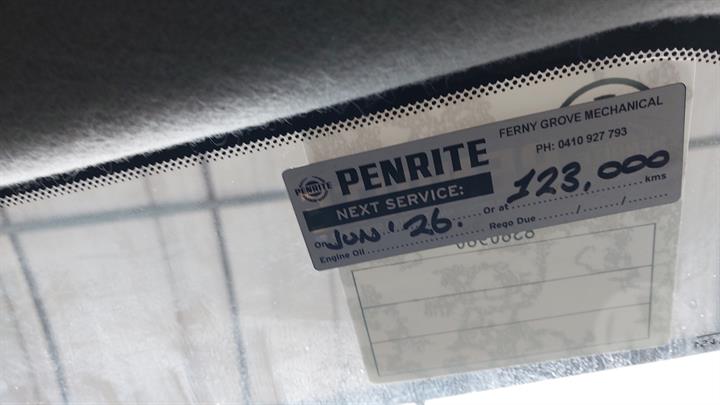 FERNY GROVE MECHANICAL
PH: 0410 927 793
PENRITE PENRITE
NEXT SERVICE:
On JUN '26. Or at 123,000 kms
Engine Oil Rego Due / /